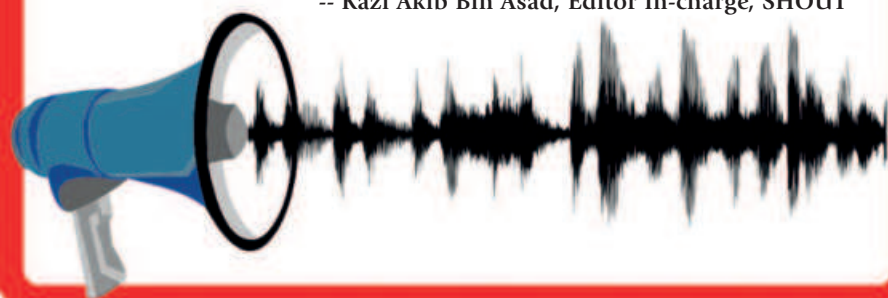 -- Kazi Akib Bin Asad, Editor In-charge, SHOUT